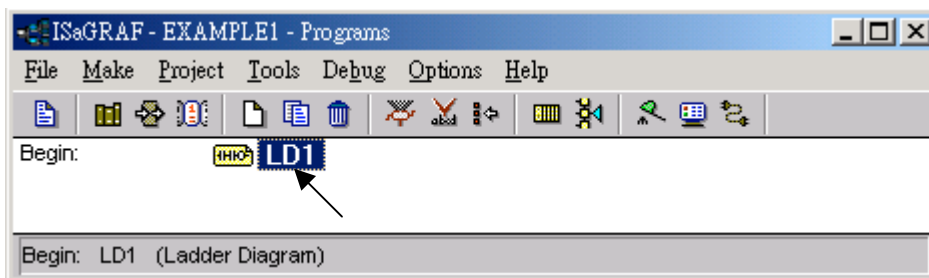 ISaGRAF - EXAMPLE1 - Programs
File Make Project Tools Debug Options Help
Begin: LD1
Begin: LD1 (Ladder Diagram)